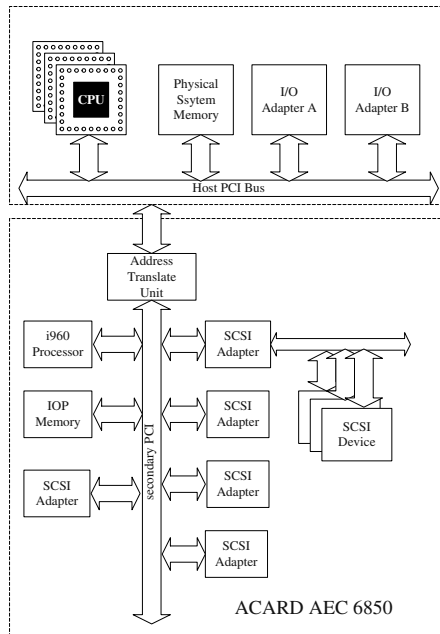 CPU
Physical
Ssytem
Memory
I/O
Adapter A
I/O
Adapter B
Host PCI Bus
Address
Translate
Unit
i960
Processor
SCSI
Adapter
IOP
Memory
SCSI
Adapter
SCSI
Device
secondary PCI
SCSI
Adapter
SCSI
Adapter
SCSI
Adapter
ACARD AEC 6850